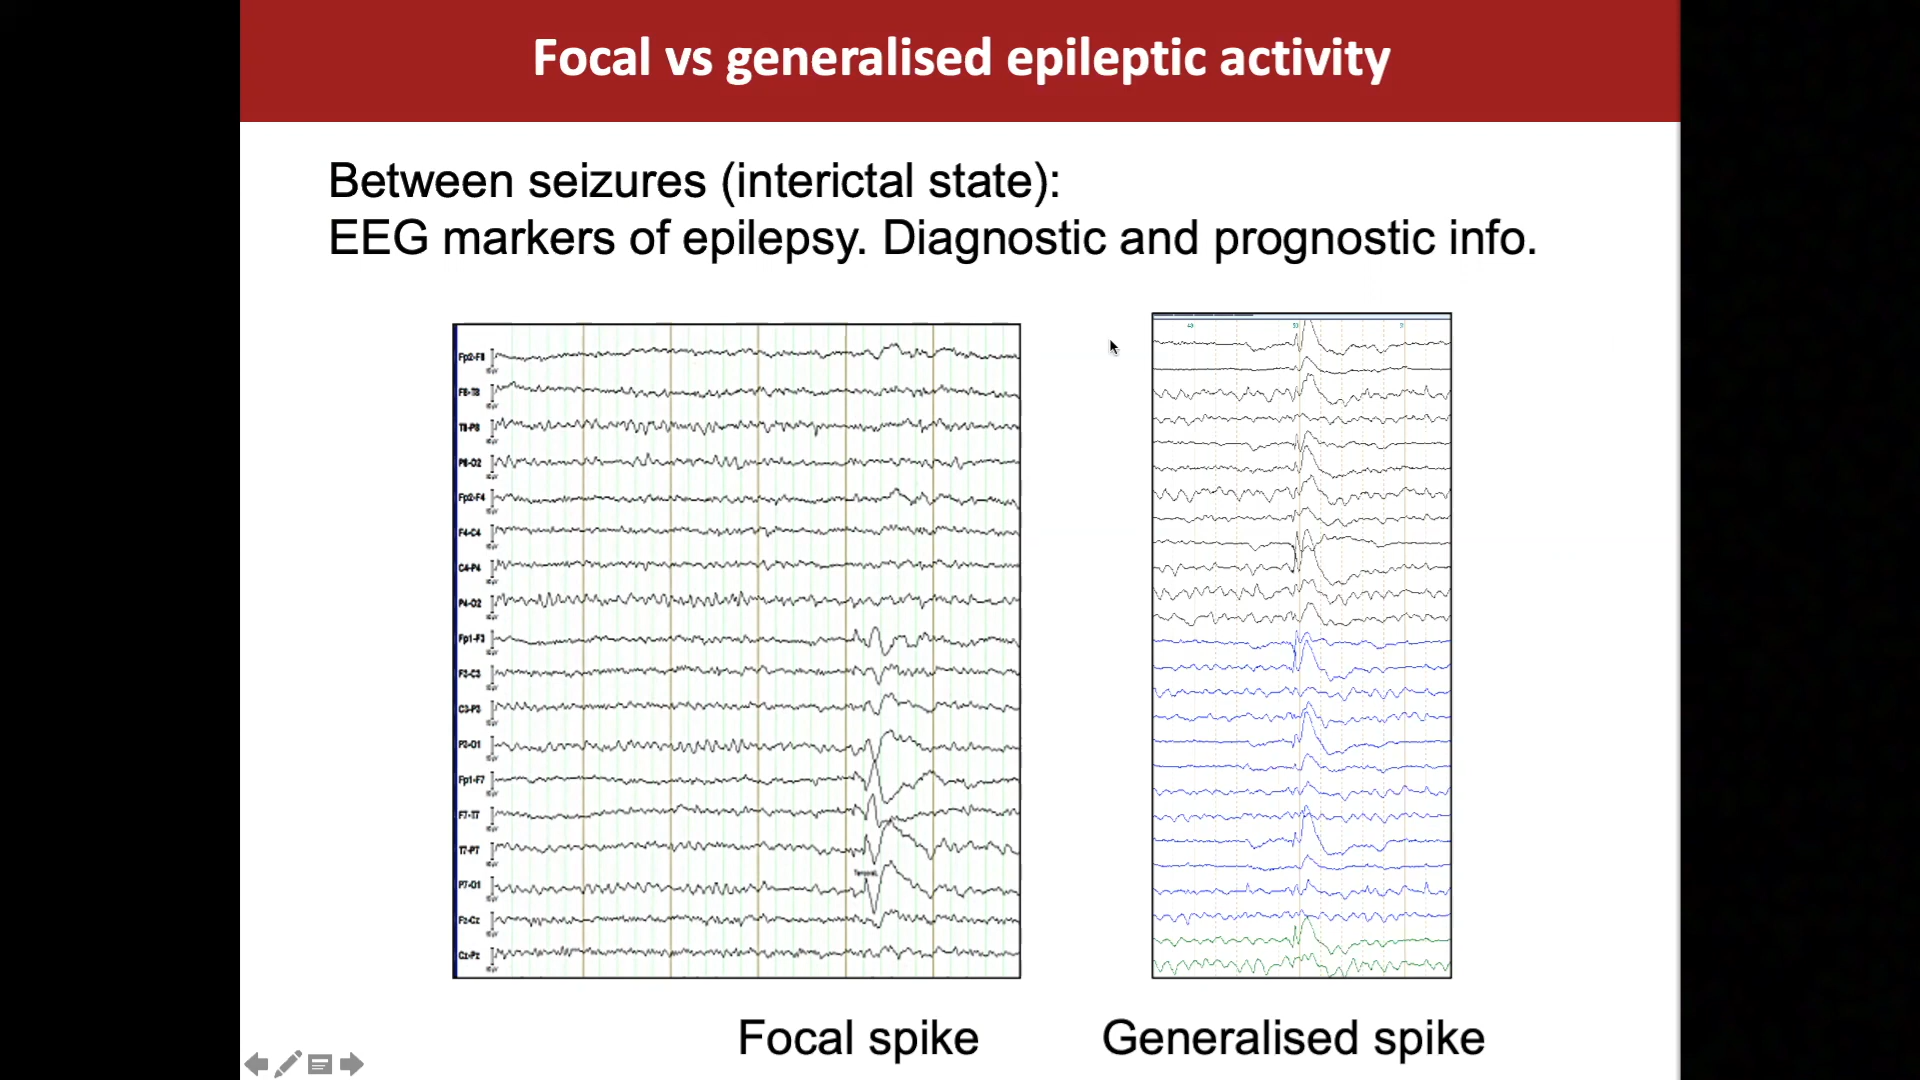 Focal vs generalised epileptic activity
Between seizures (interictal state):
EEG markers of epilepsy. Diagnostic and prognostic info.
Fp2-F8
F8-T8
T8-P8
P8-O2
Fp2-F4
F4-C4
C4-P4
P4-O2
Fp1-F3
F3-C3
C3-P3
P3-O1
Fp1-F7
F7-T7
T7-P7
P7-O1
Fz-Cz
Cz-Pz
Focal spike
Generalised spike